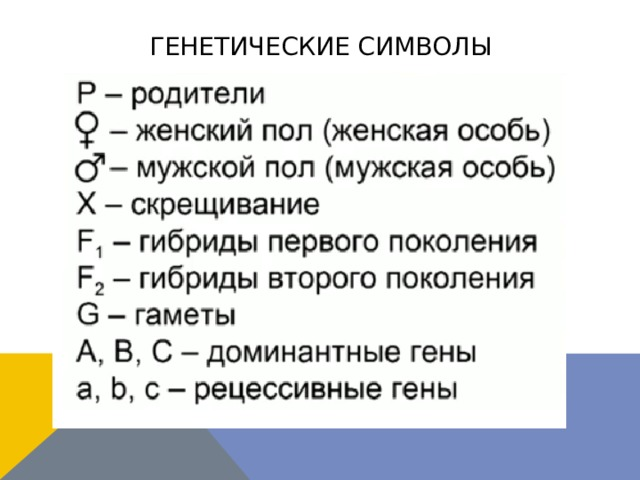 ГЕНЕТИЧЕСКИЕ СИМВОЛЫ
P – родители
♀ – женский пол (женская особь)
♂ – мужской пол (мужская особь)
X – скрещивание
F₁ – гибриды первого поколения
F₂ – гибриды второго поколения
G – гаметы
A, B, C – доминантные гены
a, b, c – рецессивные гены